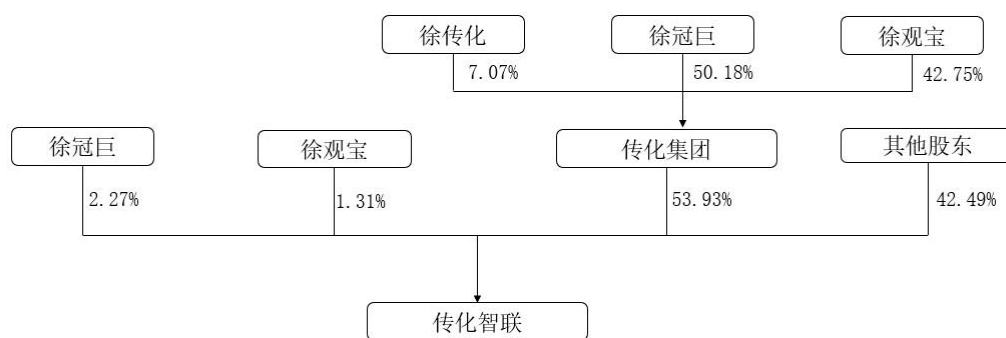 徐传化 徐冠巨 徐观宝
7.07% 50.18% 42.75%
徐冠巨 徐观宝 传化集团 其他股东
2.27% 1.31% 53.93% 42.49%
传化智联